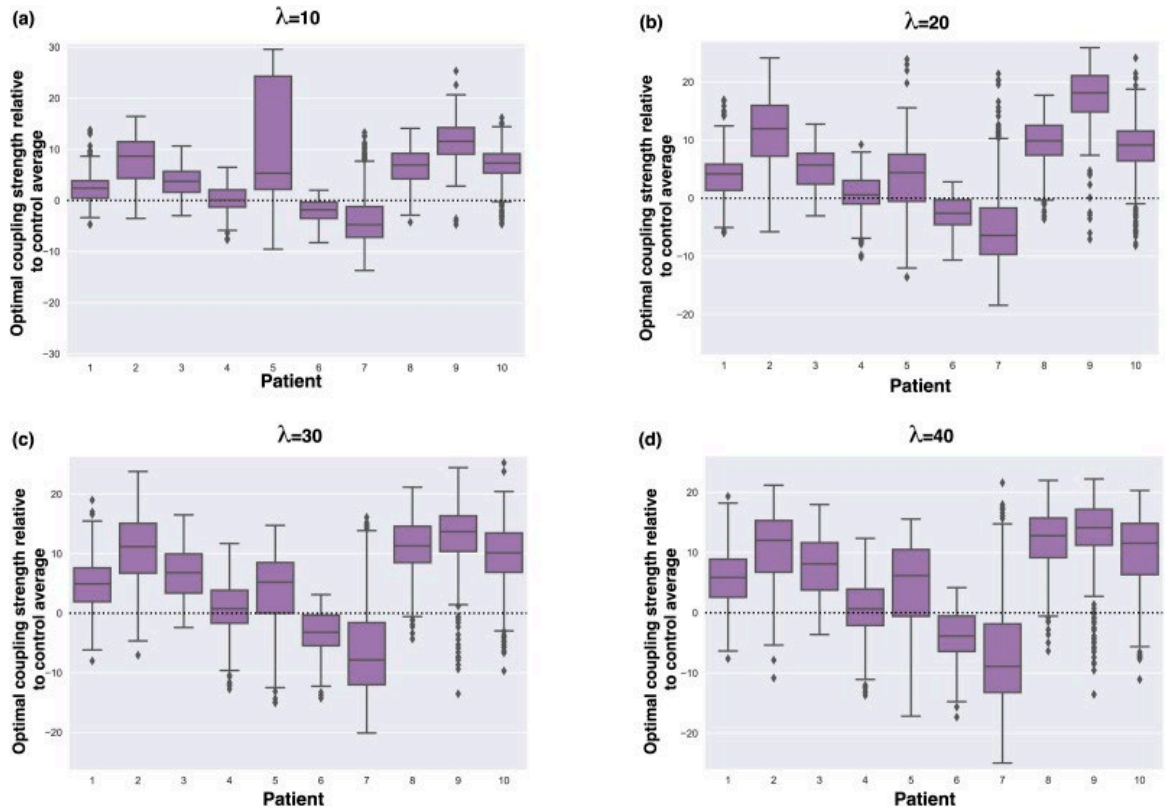 (a)
λ=10
Optimal coupling strength relative
to control average
30
20
10
0
−10
−20
−30
1 2 3 4 5 6 7 8 9 10
Patient
(b)
λ=20
Optimal coupling strength relative
to control average
20
10
0
−10
−20
1 2 3 4 5 6 7 8 9 10
Patient
(c)
λ=30
Optimal coupling strength relative
to control average
20
10
0
−10
−20
1 2 3 4 5 6 7 8 9 10
Patient
(d)
λ=40
Optimal coupling strength relative
to control average
20
10
0
−10
−20
1 2 3 4 5 6 7 8 9 10
Patient